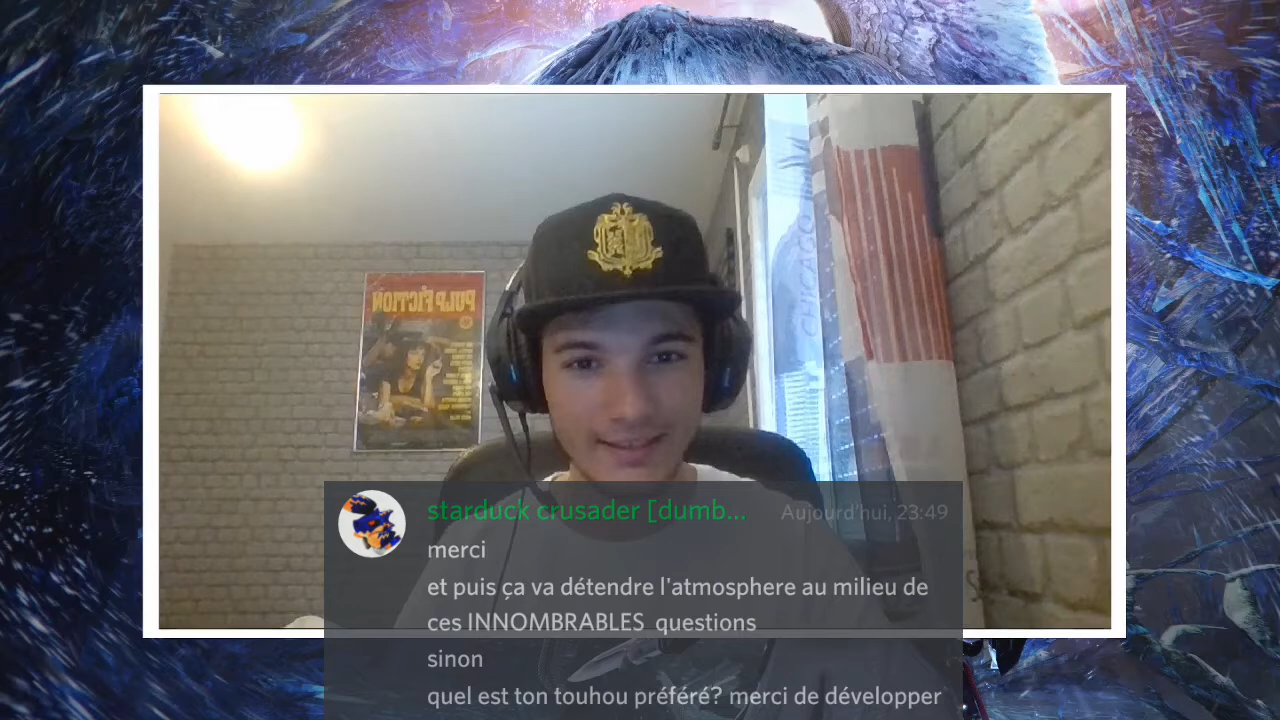 PULP FICTION
CHICAGO
starduck crusader [dumb...
Aujourd'hui, 23:49
merci
et puis ça va détendre l'atmosphere au milieu de
ces INNOMBRABLES questions
sinon
quel est ton touhou préféré? merci de développer